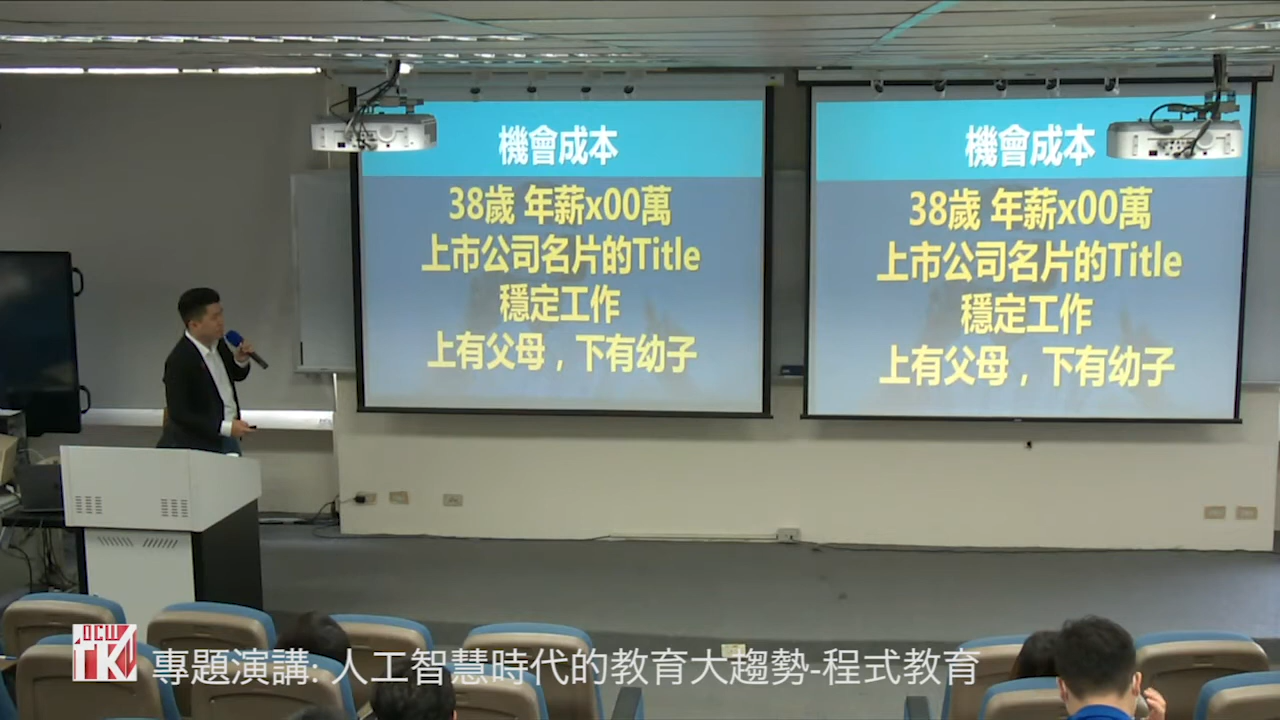 機會成本
38歲 年薪x00萬
上市公司名片的Title
穩定工作
上有父母，下有幼子
機會成本
38歲 年薪x00萬
上市公司名片的Title
穩定工作
上有父母，下有幼子
OCW
TK
專題演講: 人工智慧時代的教育大趨勢-程式教育